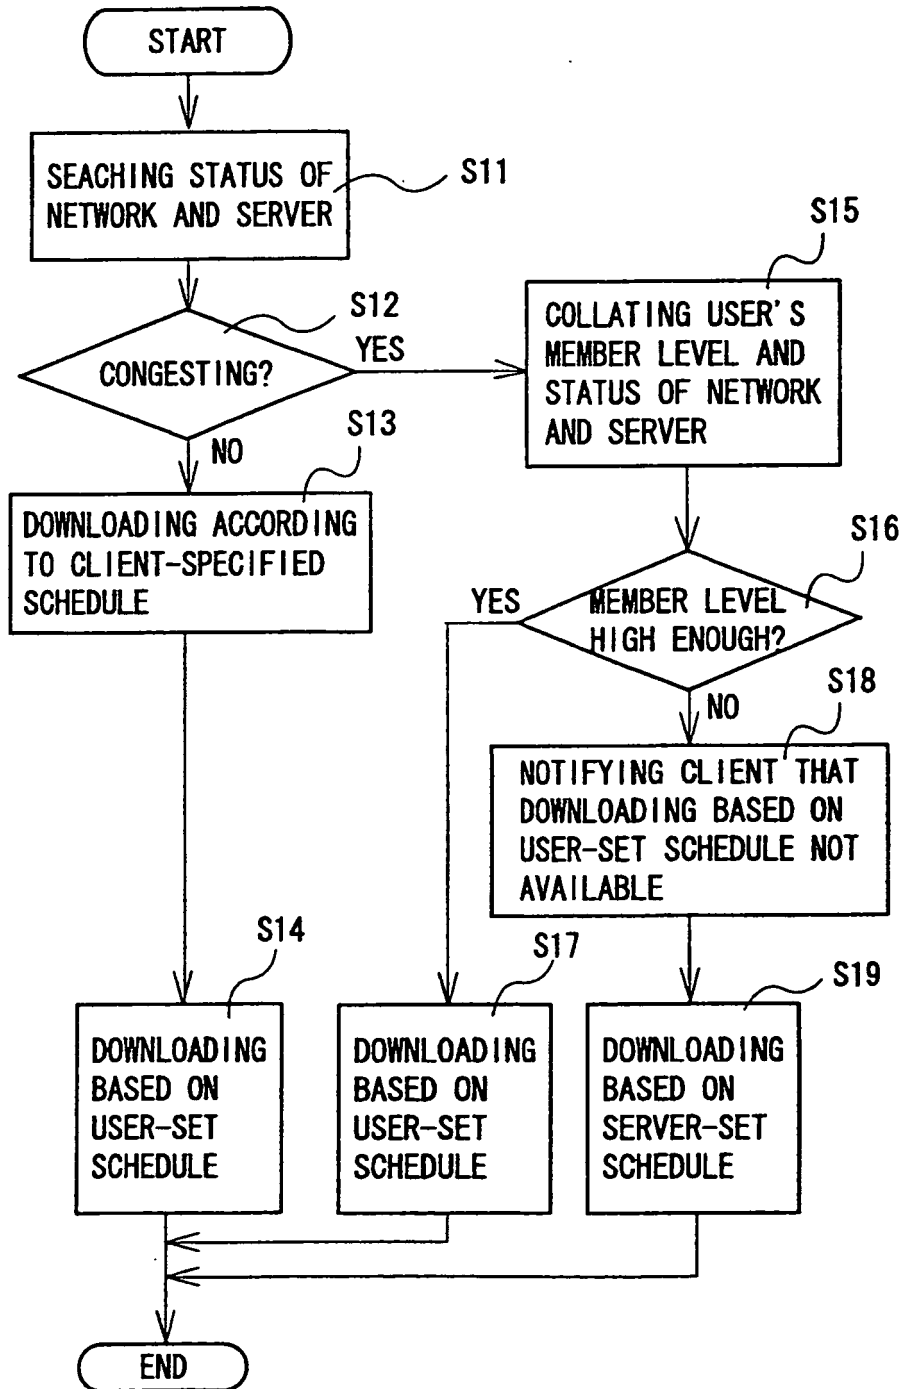 START
SEACHING STATUS OF
NETWORK AND SERVER
S11
S12
CONGESTING?
YES
NO
S13
DOWNLOADING ACCORDING
TO CLIENT-SPECIFIED
SCHEDULE
S15
COLLATING USER'S
MEMBER LEVEL AND
STATUS OF NETWORK
AND SERVER
S16
MEMBER LEVEL
HIGH ENOUGH?
YES
NO
S18
NOTIFYING CLIENT THAT
DOWNLOADING BASED ON
USER-SET SCHEDULE NOT
AVAILABLE
S14
DOWNLOADING
BASED ON
USER-SET
SCHEDULE
S17
DOWNLOADING
BASED ON
USER-SET
SCHEDULE
S19
DOWNLOADING
BASED ON
SERVER-SET
SCHEDULE
END